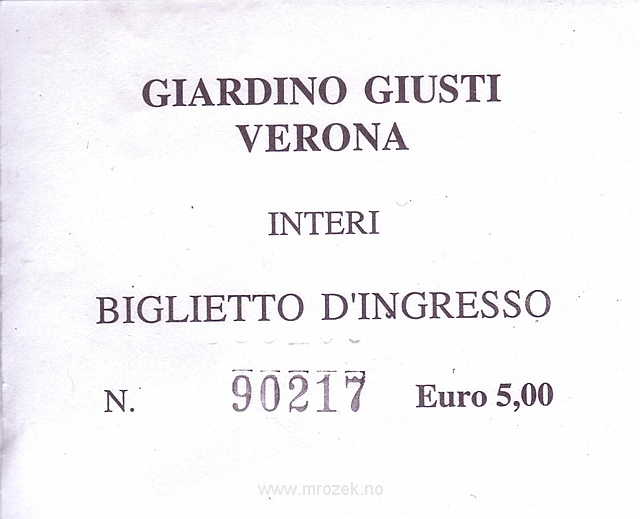 GIARDINO GIUSTI
VERONA
INTERI
BIGLIETTO D'INGRESSO
N. 90217 Euro 5,00
www.mrozek.no